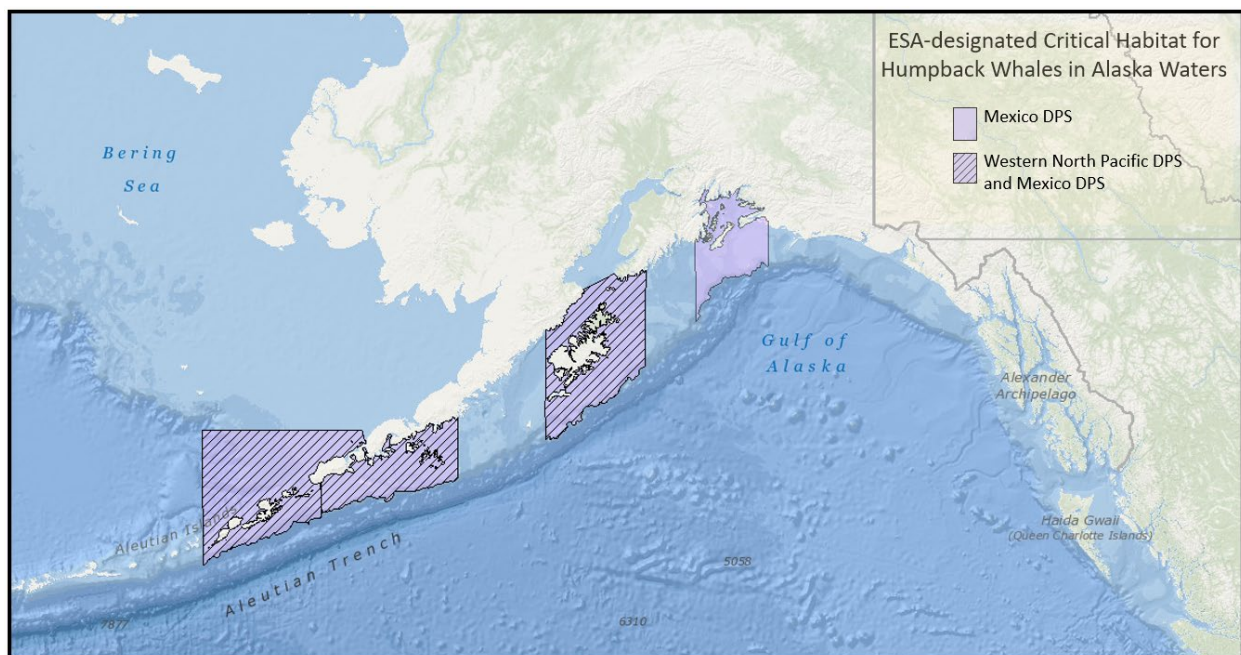 ESA-designated Critical Habitat for
Humpback Whales in Alaska Waters
Mexico DPS
Western North Pacific DPS
and Mexico DPS
Bering
Sea
Gulf of
Alaska
Alexander
Archipelago
Haida Gwaii
(Queen Charlotte Islands)
Aleutian Islands
Aleutian Trench
5058
7877
6310